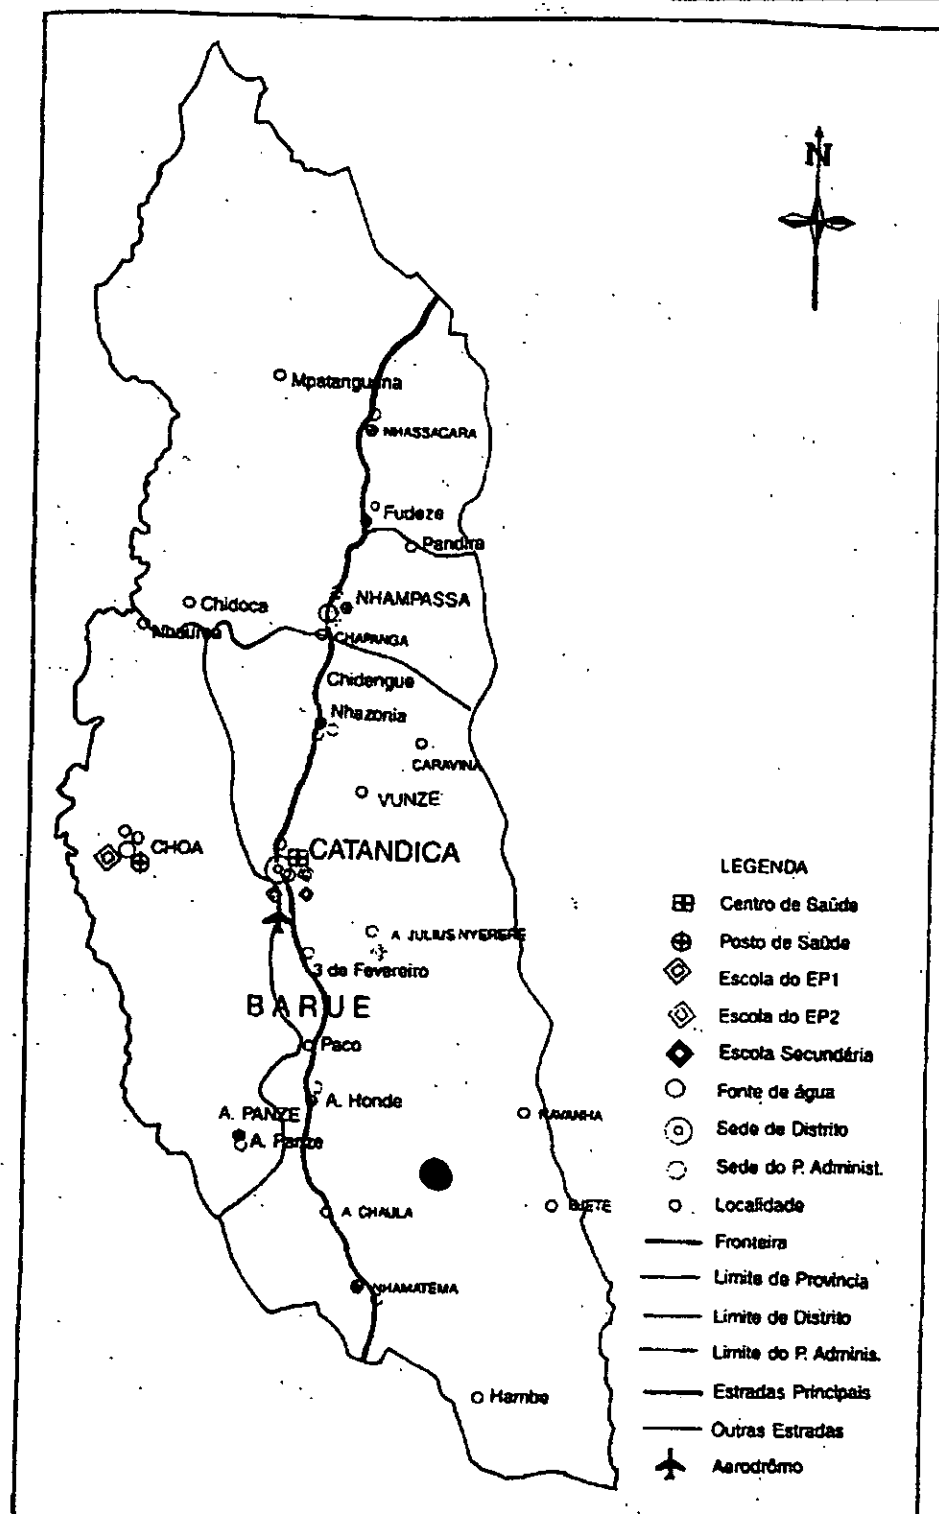 N
Mpatanguma
NHASSACARA
Fudeze
Pandira
NHAMPASSA
Chidoca
CHAPANGA
Chidengue
Nhazonia
CARAVINA
VUNZE
CHOA
CATANDICA
A JULIUS NYERERE
3 de Fevereiro
BARUE
Paco
A. Honde
A. PANZE
A. Panze
RAVANHA
A CHAULA
NHAMATEMA
Hambe
LEGENDA
Centro de Saúde
Posto de Saúde
Escola do EP1
Escola do EP2
Escola Secundária
Fonte de água
Sede de Distrito
Sede do P. Administ.
Localidade
Fronteira
Limite de Província
Limite de Distrito
Limite do P. Adminis.
Estradas Principais
Outras Estradas
Aerodrômo